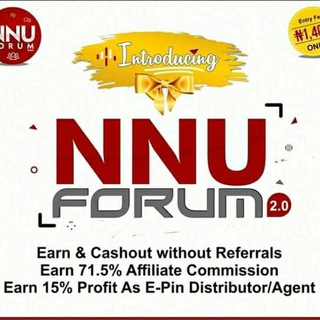 NNU
FORUM
Introducing
Entry Fee
ONL
NNU
FORUM 2.0
Earn & Cashout without Referrals
Earn 71.5% Affiliate Commission
Earn 15% Profit As E-Pin Distributor/Agent